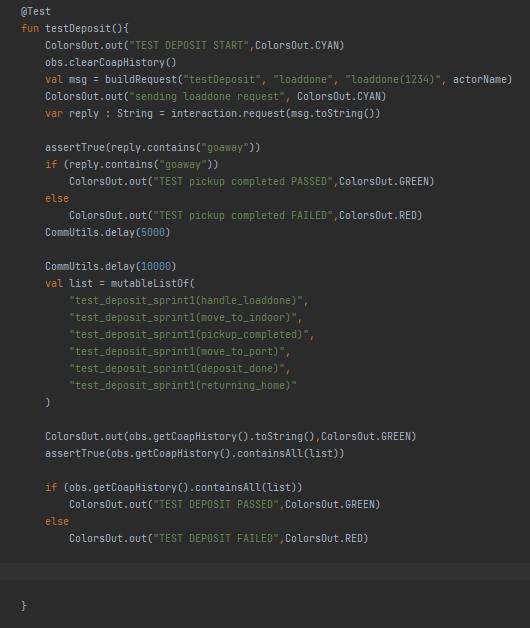 @Test
fun testDeposit(){
ColorsOut.out("TEST DEPOSIT START",ColorsOut.CYAN)
obs.clearCoapHistory()
val msg = buildRequest("testDeposit", "loaddone", "loaddone(1234)", actorName)
ColorsOut.out("sending loaddone request", ColorsOut.CYAN)
var reply : String = interaction.request(msg.toString())
assertTrue(reply.contains("goaway"))
if (reply.contains("goaway"))
ColorsOut.out("TEST pickup completed PASSED",ColorsOut.GREEN)
else
ColorsOut.out("TEST pickup completed FAILED",ColorsOut.RED)
CommUtils.delay(5000)
CommUtils.delay(10000)
val list = mutableListOf(
"test_deposit_sprint1(handle_loaddone)",
"test_deposit_sprint1(move_to_indoor)",
"test_deposit_sprint1(pickup_completed)",
"test_deposit_sprint1(move_to_port)",
"test_deposit_sprint1(deposit_done)",
"test_deposit_sprint1(returning_home)"
)
ColorsOut.out(obs.getCoapHistory().toString(),ColorsOut.GREEN)
assertTrue(obs.getCoapHistory().containsAll(list))
if (obs.getCoapHistory().containsAll(list))
ColorsOut.out("TEST DEPOSIT PASSED",ColorsOut.GREEN)
else
ColorsOut.out("TEST DEPOSIT FAILED",ColorsOut.RED)
}